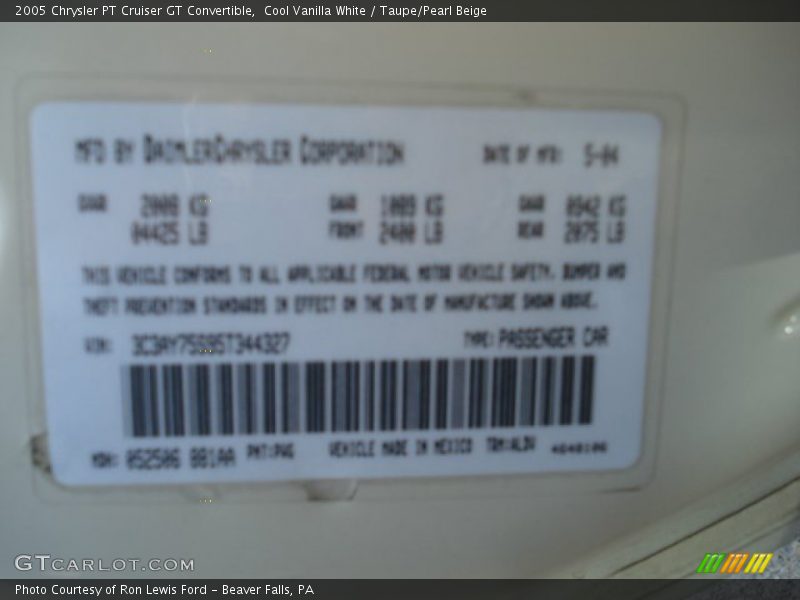 2005 Chrysler PT Cruiser GT Convertible, Cool Vanilla White / Taupe/Pearl Beige
MFD BY DAIMLERCHRYSLER CORPORATION DATE OF MFR: 5-04
KG GAWR KG GAWR 0942 KG
04425 LB FRONT 2400 LB REAR 2075 LB
THIS VEHICLE CONFORMS TO ALL APPLICABLE FEDERAL MOTOR VEHICLE SAFETY, BUMPER AND
THEFT PREVENTION STANDARDS IN EFFECT ON THE DATE OF MANUFACTURE SHOWN ABOVE.
VIN: TYPE: PASSENGER CAR
MDH: PNT:PWG VEHICLE MADE IN MEXICO
GTCARLOT.COM
Photo Courtesy of Ron Lewis Ford - Beaver Falls, PA